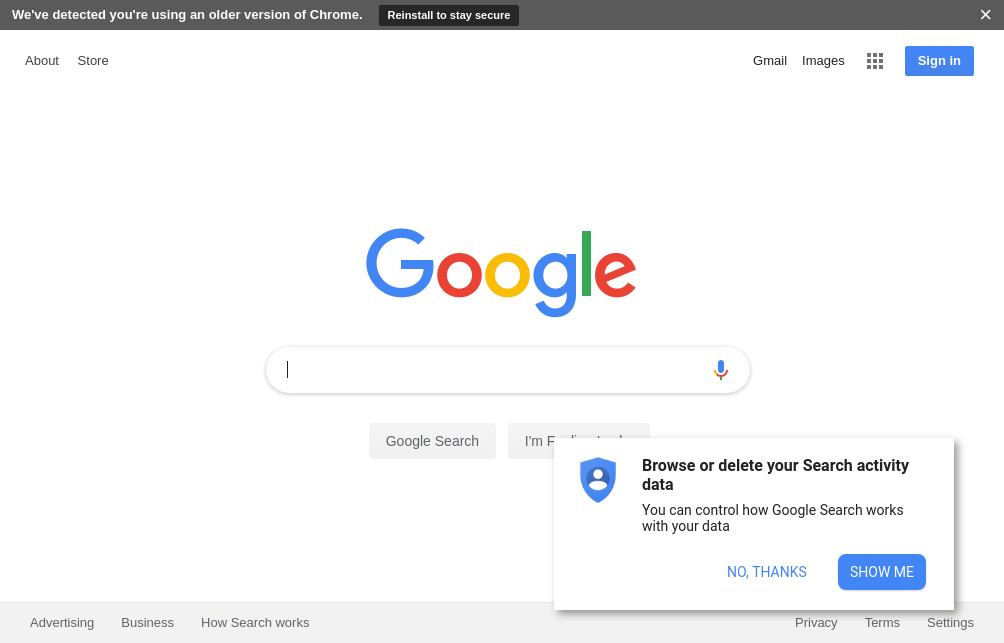 We've detected you're using an older version of Chrome. Reinstall to stay secure ×
About Store Gmail Images Sign in
Google
Google Search I'm
Browse or delete your Search activity
data
You can control how Google Search works
with your data
NO, THANKS SHOW ME
Advertising Business How Search works Privacy Terms Settings